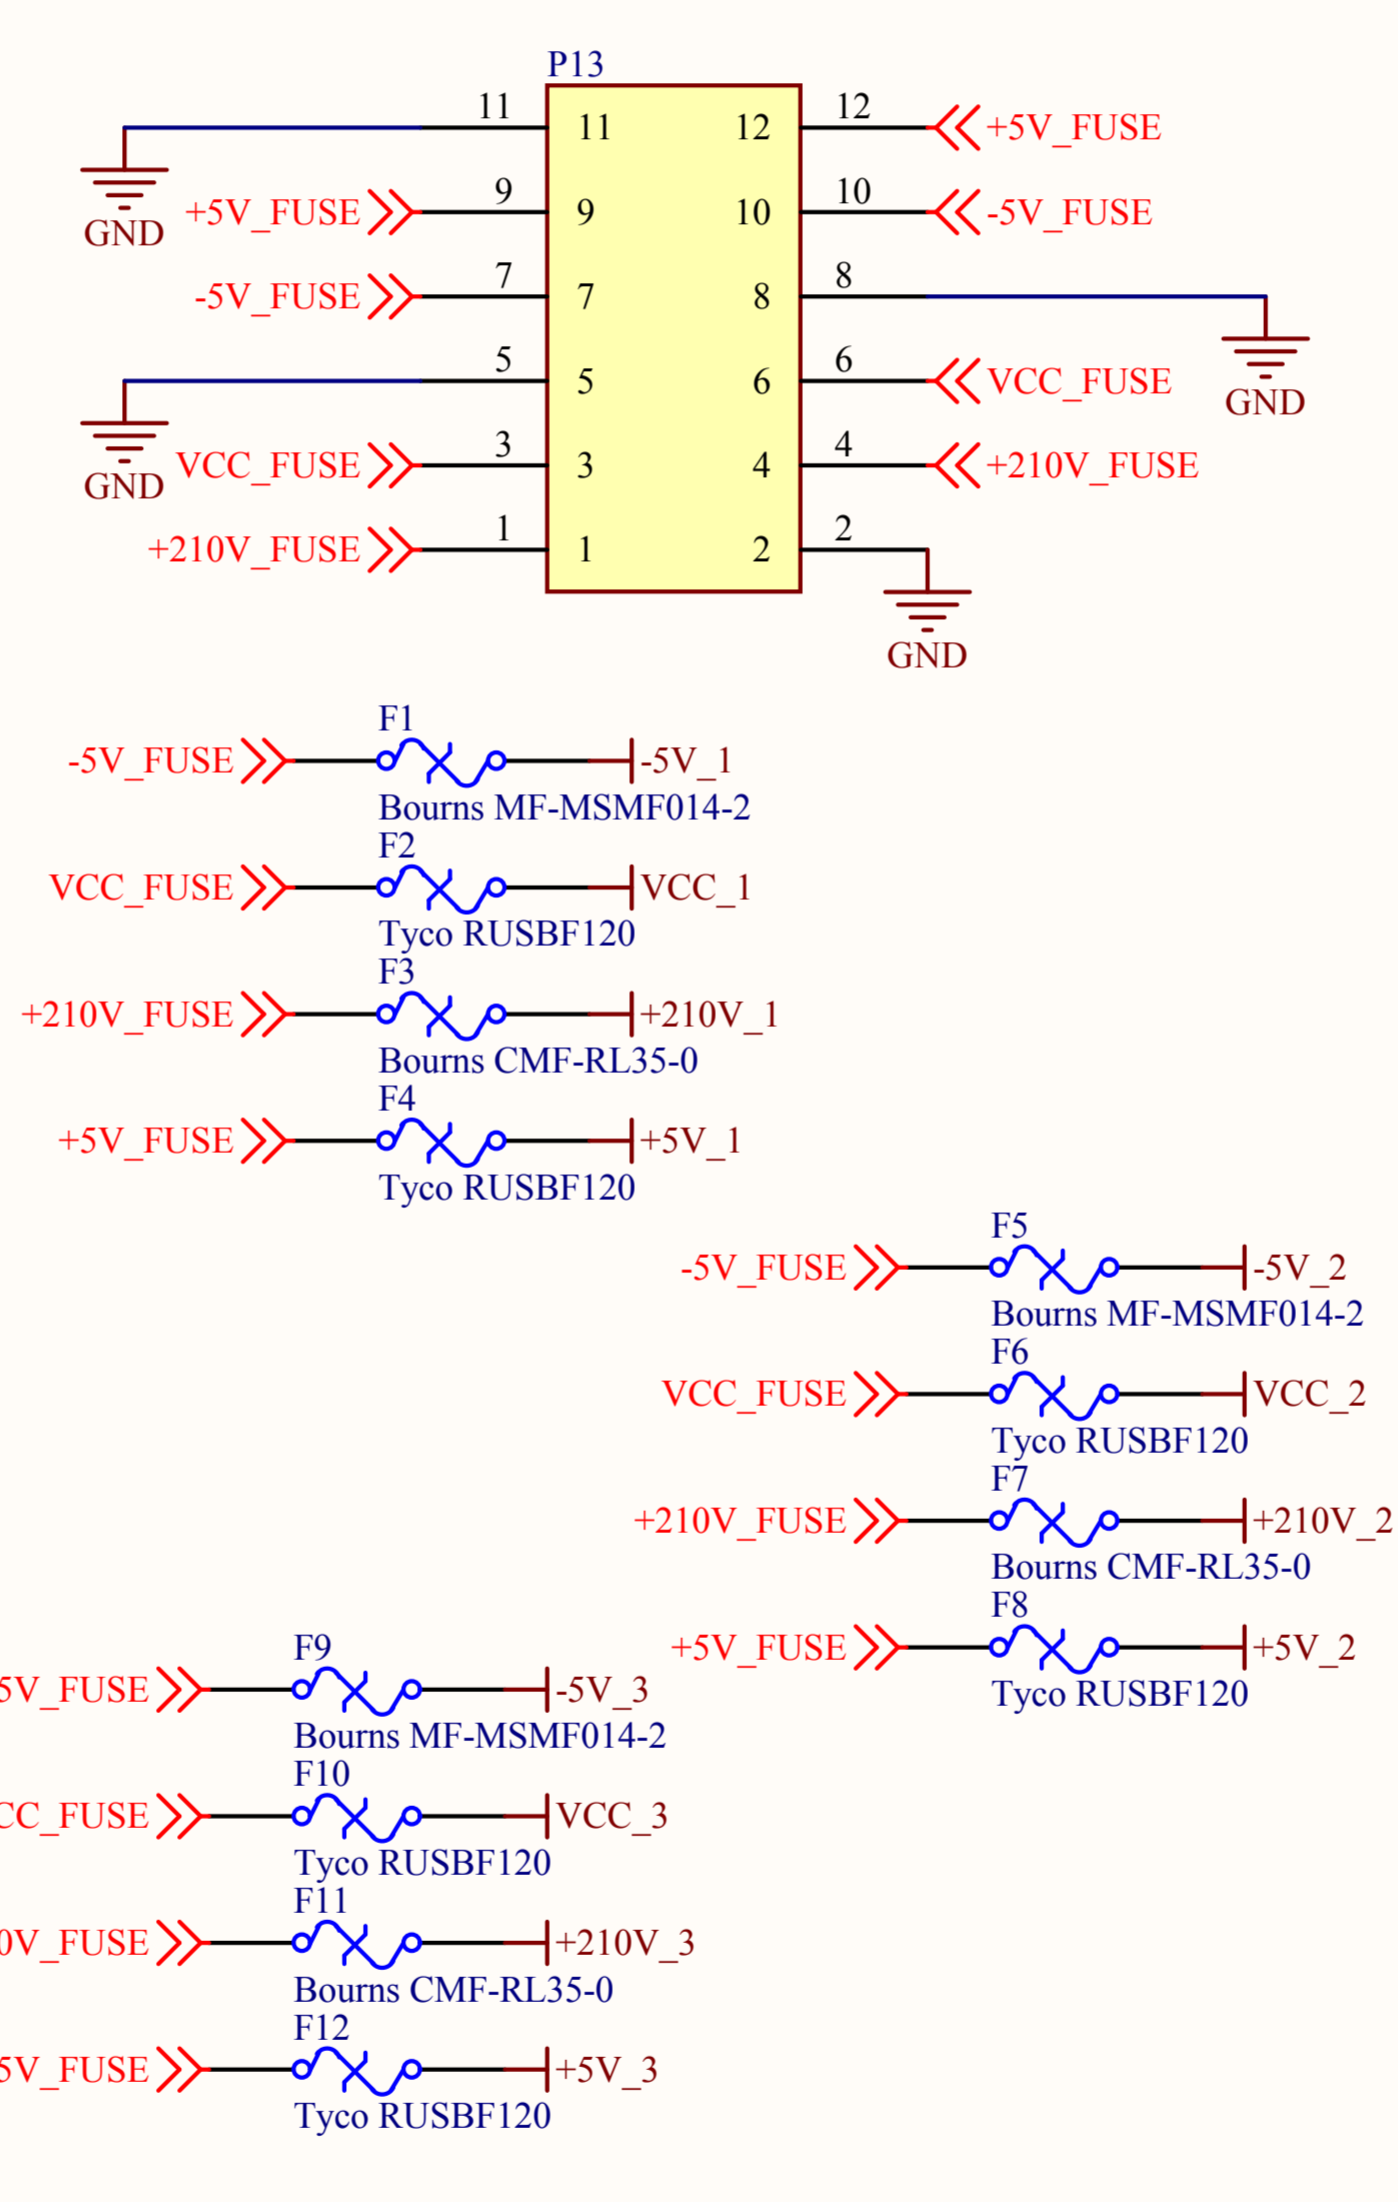 P13
11 11 12 12 +5V_FUSE
GND
+5V_FUSE 9 9 10 10 -5V_FUSE
-5V_FUSE 7 7 8 8
GND
5 5 6 6 VCC_FUSE
GND
VCC_FUSE 3 3 4 4 +210V_FUSE
+210V_FUSE 1 1 2 2
GND
F1
-5V_FUSE -5V_1
Bourns MF-MSMF014-2
F2
VCC_FUSE VCC_1
Tyco RUSBF120
F3
+210V_FUSE +210V_1
Bourns CMF-RL35-0
F4
+5V_FUSE +5V_1
Tyco RUSBF120
F5
-5V_FUSE -5V_2
Bourns MF-MSMF014-2
F6
VCC_FUSE VCC_2
Tyco RUSBF120
F7
+210V_FUSE +210V_2
Bourns CMF-RL35-0
F8
+5V_FUSE +5V_2
Tyco RUSBF120
F9
5V_FUSE -5V_3
Bourns MF-MSMF014-2
F10
CC_FUSE VCC_3
Tyco RUSBF120
F11
0V_FUSE +210V_3
Bourns CMF-RL35-0
F12
5V_FUSE +5V_3
Tyco RUSBF120